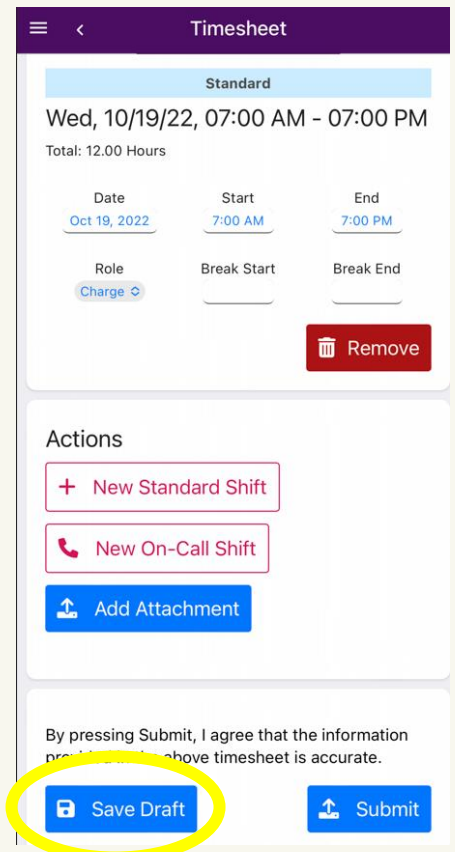 Timesheet
Standard
Wed, 10/19/22, 07:00 AM - 07:00 PM
Total: 12.00 Hours
Date Start End
Oct 19, 2022 7:00 AM 7:00 PM
Role Break Start Break End
Charge
Remove
Actions
New Standard Shift
New On-Call Shift
Add Attachment
By pressing Submit, I agree that the information
above timesheet is accurate.
Save Draft Submit